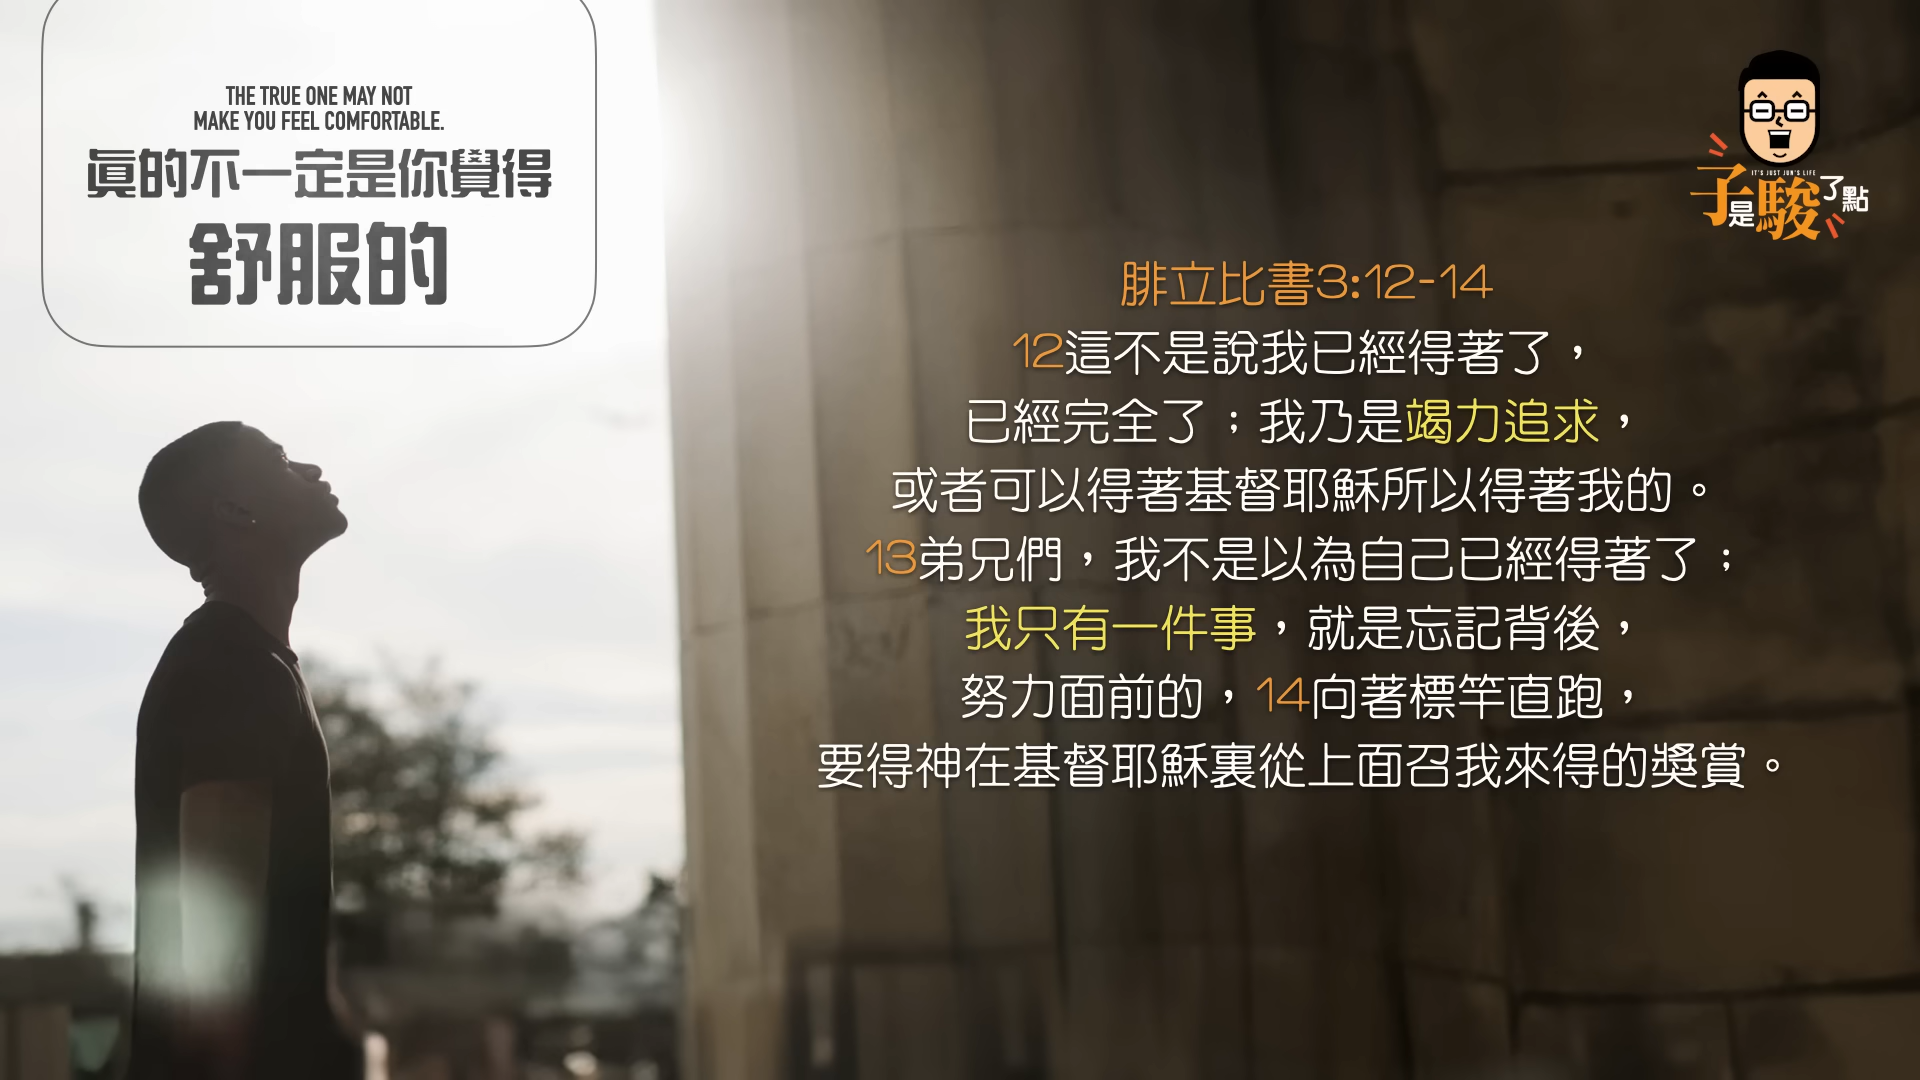 THE TRUE ONE MAY NOT
MAKE YOU FEEL COMFORTABLE.
真的不一定是你覺得
舒服的
IT'S JUST JUN'S LIFE
子是駿了點
腓立比書3:12-14
12這不是說我已經得著了，
已經完全了；我乃是竭力追求，
或者可以得著基督耶穌所以得著我的。
13弟兄們，我不是以為自己已經得著了；
我只有一件事，就是忘記背後，
努力面前的，14向著標竿直跑，
要得神在基督耶穌裏從上面召我來得的獎賞。